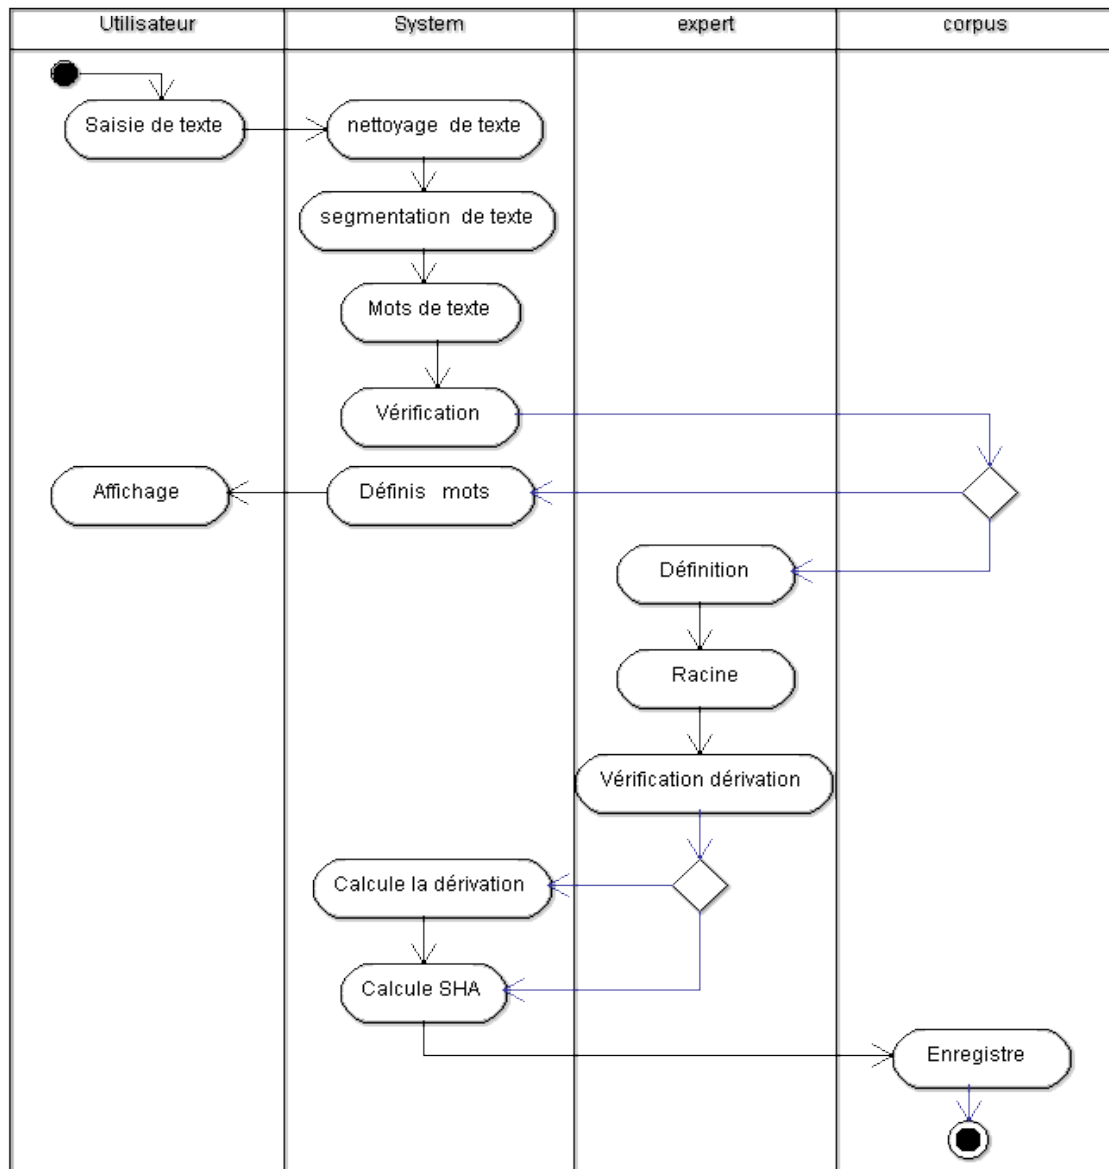 Utilisateur
System
expert
corpus
Saisie de texte
nettoyage de texte
segmentation de texte
Mots de texte
Vérification
Affichage
Définis mots
Définition
Racine
Vérification dérivation
Calcule la dérivation
Calcule SHA
Enregistre